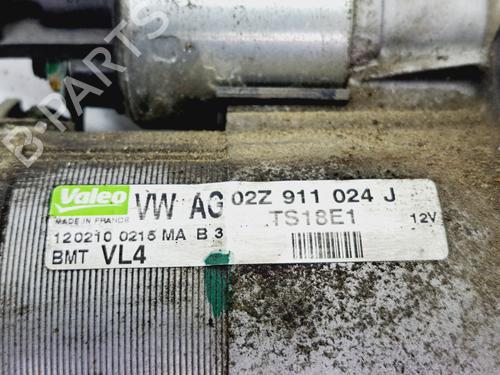 B-PARTS
Valeo
MADE IN FRANCE
VW AG 02Z 911 024 J
120210 0215 MA B 3
TS18E1 12V
BMT VL4